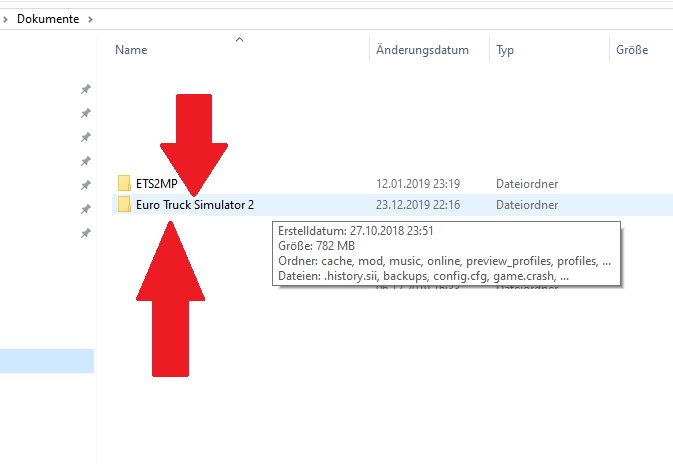 Dokumente
Name Änderungsdatum Typ Größe
ETS2MP 12.01.2019 23:19 Dateiordner
Euro Truck Simulator 2 23.12.2019 22:16 Dateiordner
Erstelldatum: 27.10.2018 23:51
Größe: 782 MB
Ordner: cache, mod, music, online, preview_profiles, profiles, ...
Dateien: .history.sii, backups, config.cfg, game.crash, ...